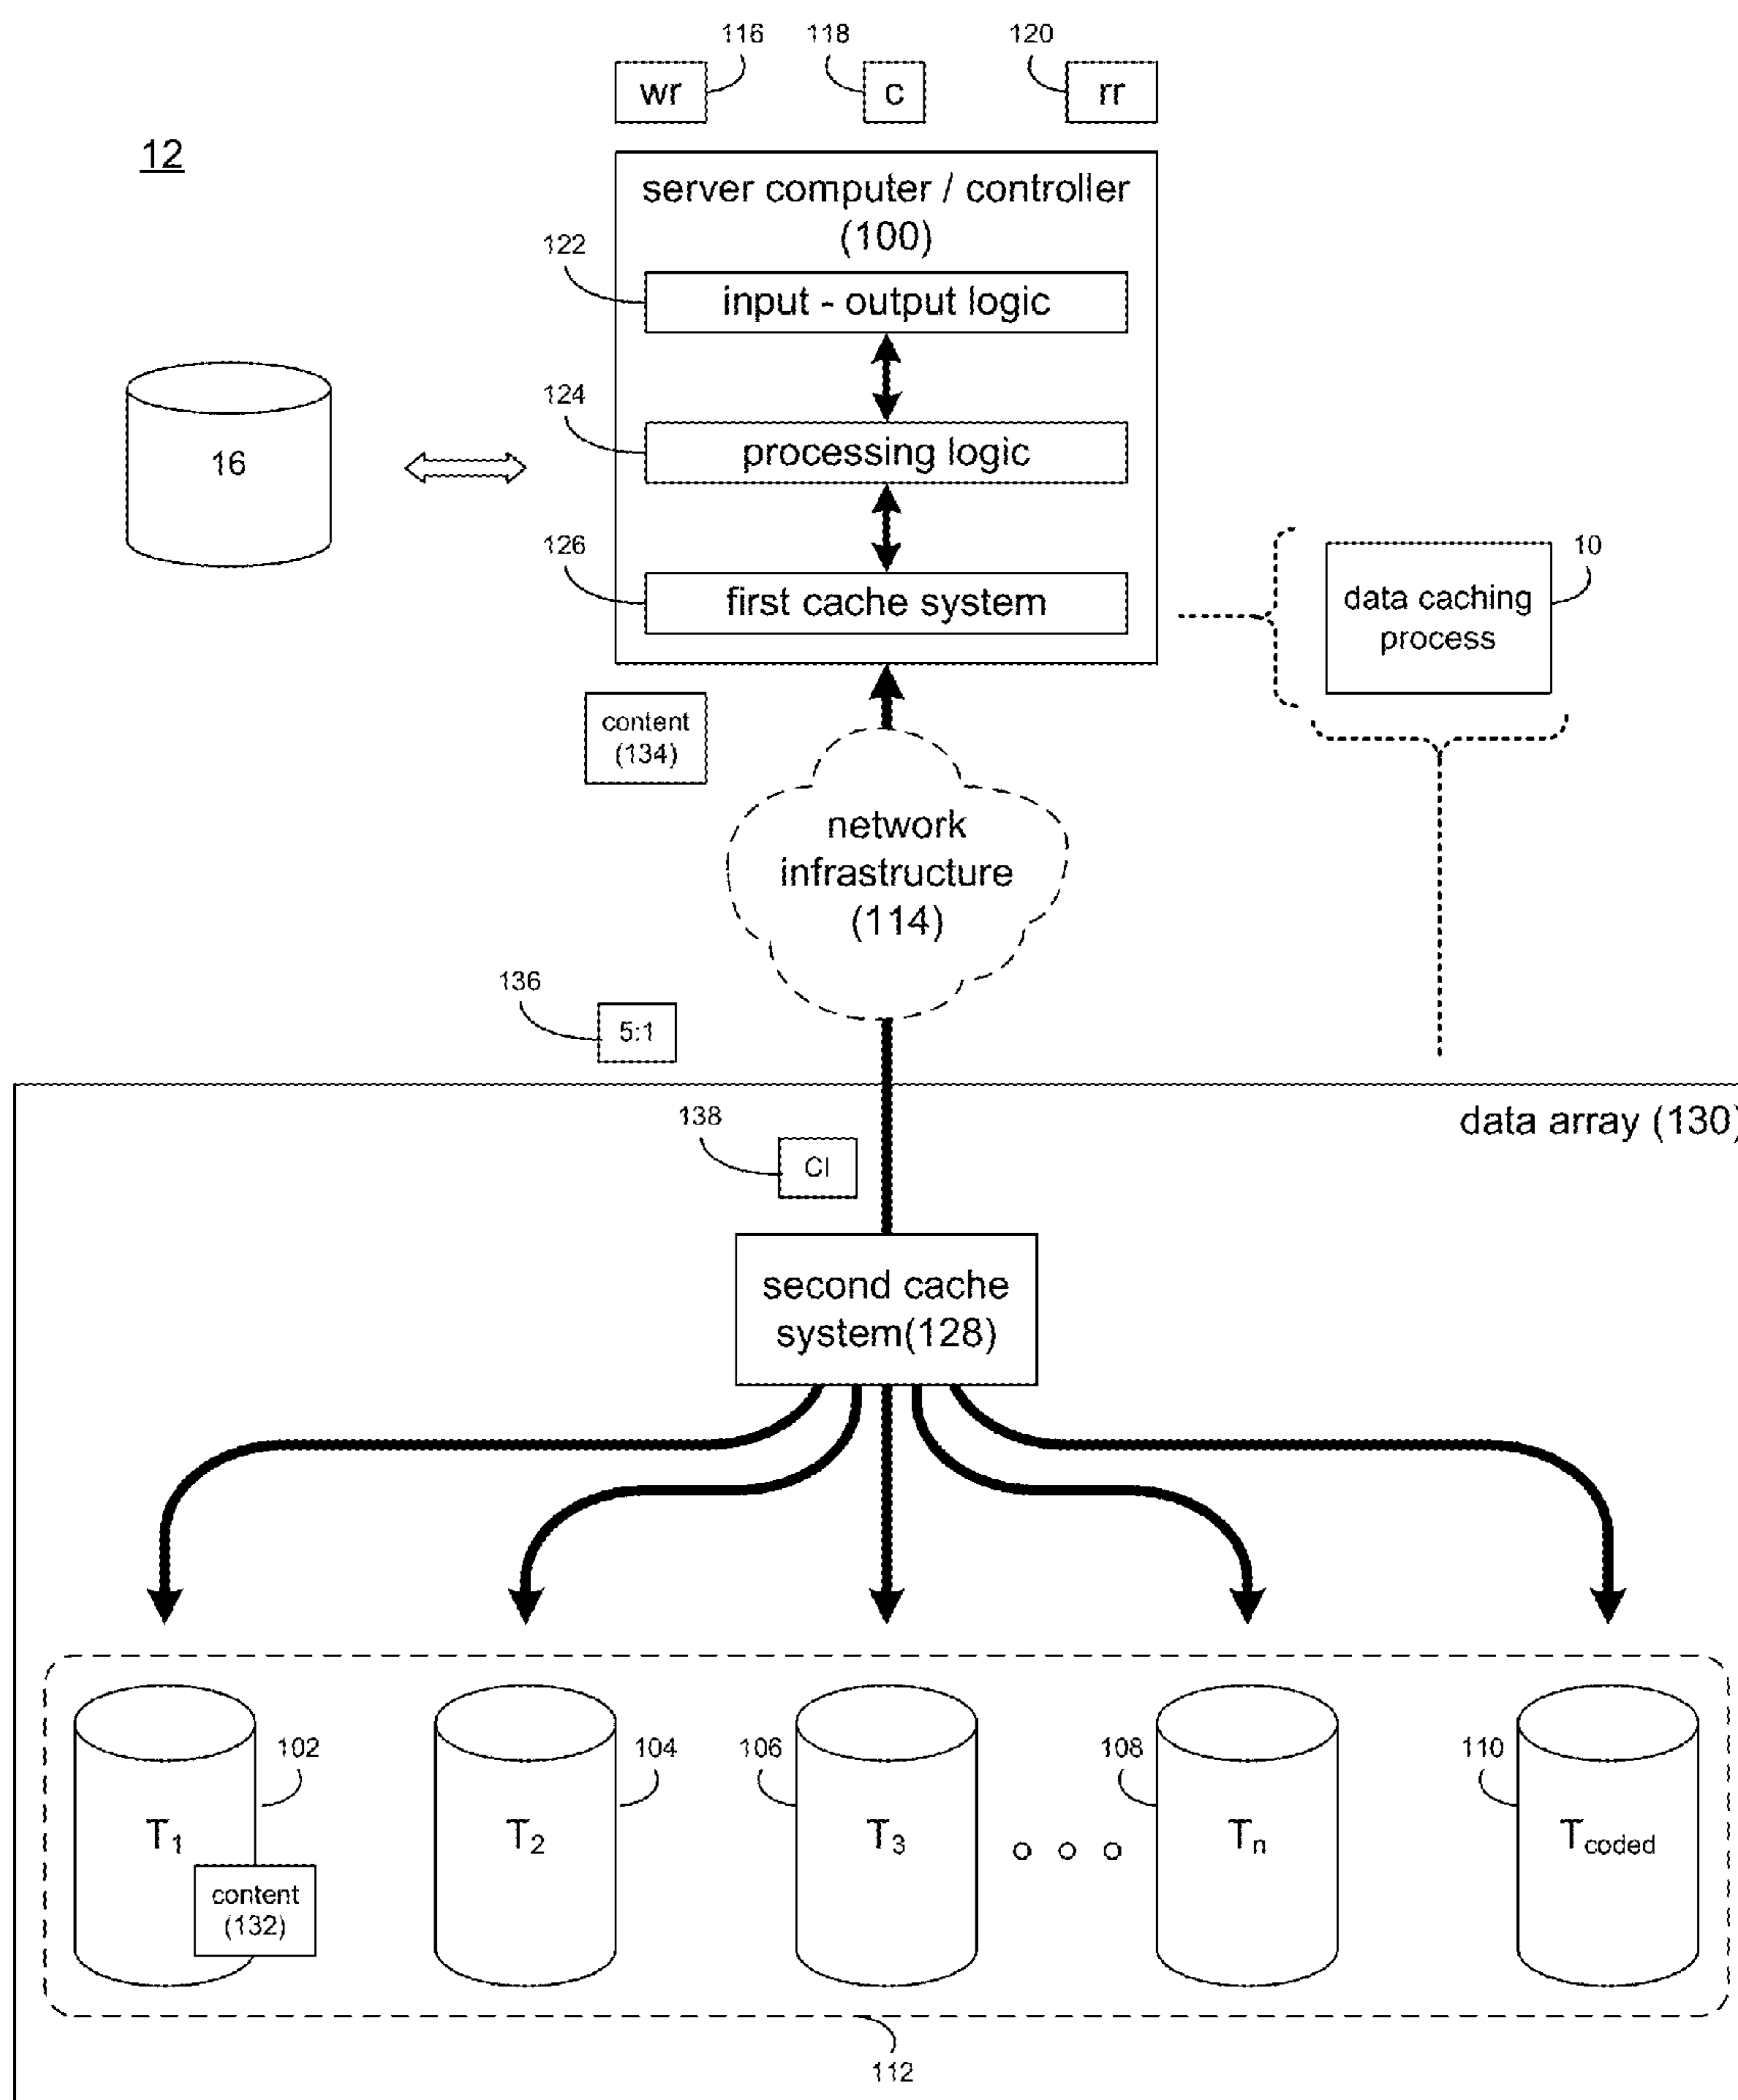 116
118
120
wr
c
rr
12
server computer / controller
(100)
122
input - output logic
124
processing logic
16
126
first cache system
10
data caching
process
content
(134)
network
infrastructure
(114)
136
5:1
data array (130)
138
CI
second cache
system(128)
102
104
106
108
110
T1
T2
T3
Tn
Tcoded
content
(132)
112